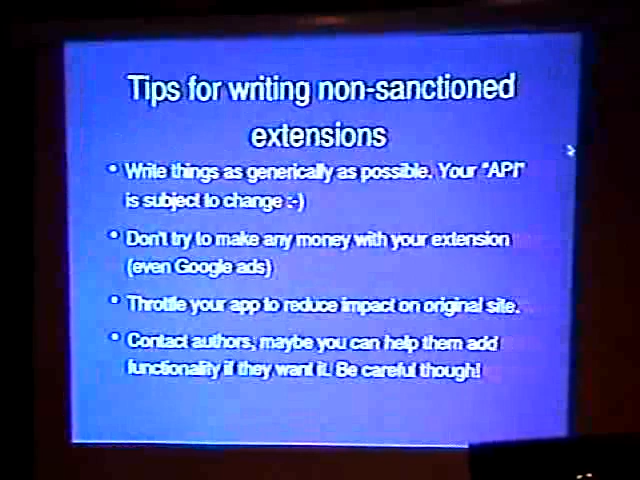 Tips for writing non-sanctioned
extensions
• Write things as generically as possible. Your "API"
is subject to change :-)
• Don't try to make any money with your extension
(even Google ads)
• Throttle your app to reduce impact on original site.
• Contact authors, maybe you can help them add
functionality if they want it. Be careful though!